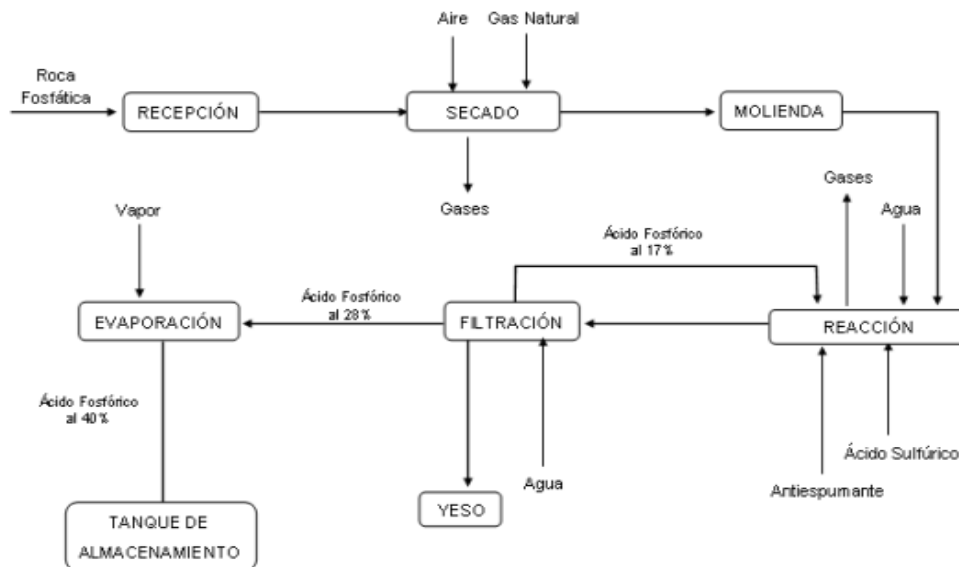 Aire
Gas Natural
Roca
Fosfática
RECEPCIÓN
SECADO
MOLIENDA
Gases
Gases
Agua
Vapor
Ácido Fosfórico
al 17%
Ácido Fosfórico
al 28%
EVAPORACIÓN
FILTRACIÓN
REACCIÓN
Ácido Fosfórico
al 40%
Ácido Sulfúrico
Agua
Antiespumante
YESO
TANQUE DE
ALMACENAMIENTO